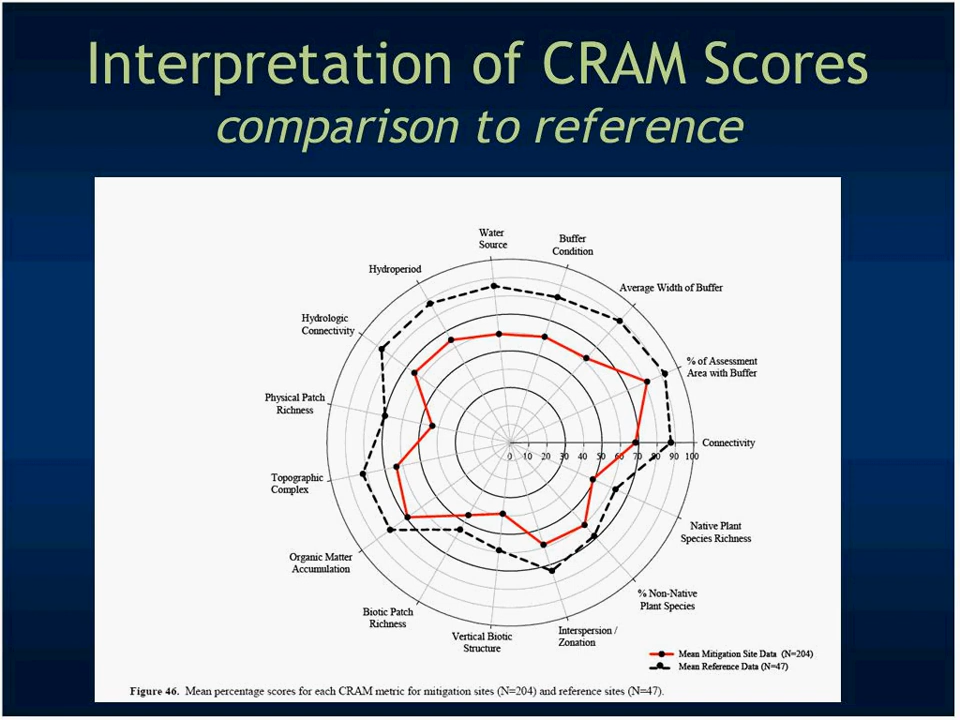 Interpretation of CRAM Scores
comparison to reference
Water
Source
Buffer
Condition
Hydroperiod
Average Width of Buffer
Hydrologic
Connectivity
% of Assessment
Area with Buffer
Physical Patch
Richness
Connectivity
0 10 20 30 40 50 60 70 80 90 100
Topographic
Complex
Native Plant
Species Richness
Organic Matter
Accumulation
% Non-Native
Plant Species
Biotic Patch
Richness
Vertical Biotic
Structure
Interspersion /
Zonation
Mean Mitigation Site Data (N=204)
Mean Reference Data (N=47)
Figure 46. Mean percentage scores for each CRAM metric for mitigation sites (N=204) and reference sites (N=47).